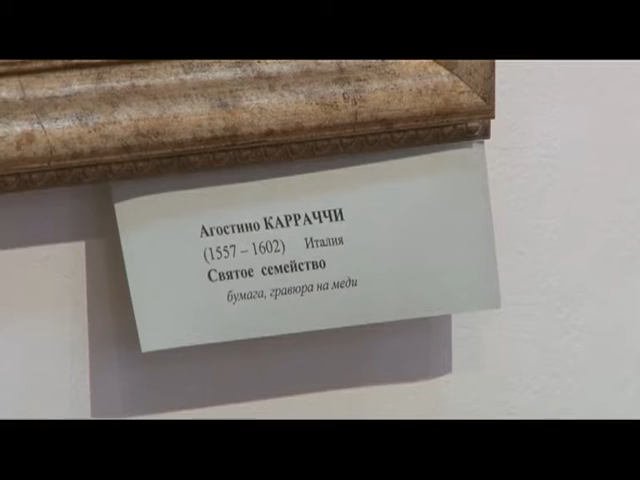 Агостино КАРРАЧЧИ
(1557 – 1602) Италия
Святое семейство
бумага, гравюра на меди